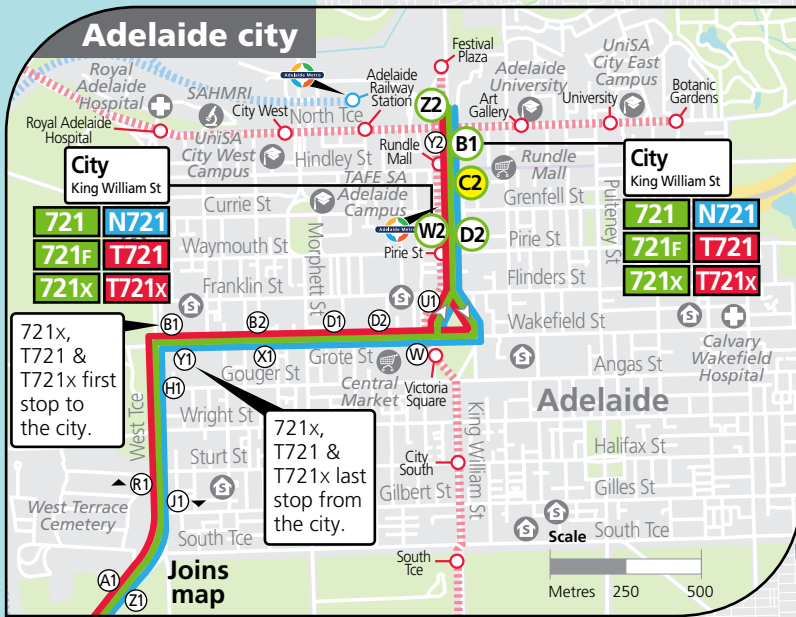 Adelaide city
Festival
Plaza
Royal
Adelaide
Hospital
SAHMRI
Adelaide Metro
Adelaide
Railway
Station
Adelaide
University
UniSA
City East
Campus
Botanic
Gardens
Z2
Art
Gallery
University
City West
North Tce
Royal Adelaide
Hospital
UniSA
City West
Campus
Hindley St
Rundle
Mall
Y2
B1
Rundle
Mall
City
King William St
721
N721
721F
T721
721X
T721X
TAFE SA
Adelaide
Campus
C2
Grenfell St
Pulteney St
City
King William St
721
N721
721F
T721
721X
T721X
Currie St
Adelaide Metro
W2
D2
Pirie St
Pirie St
Waymouth St
Morphett St
Flinders St
Franklin St
U1
Wakefield St
B1
B2
D1
D2
721x,
T721 &
T721x first
stop to
the city.
Y1
X1
Grote St
W
Central
Market
Victoria
Square
Angas St
Calvary
Wakefield
Hospital
H1
Gouger St
West Tce
Wright St
Adelaide
King William St
721x,
T721 &
T721x last
stop from
the city.
Sturt St
City
South
Halifax St
R1
J1
Gilbert St
Gilles St
West Terrace
Cemetery
South Tce
South Tce
South
Tce
Scale
Metres 250 500
Joins
map
A1
Z1